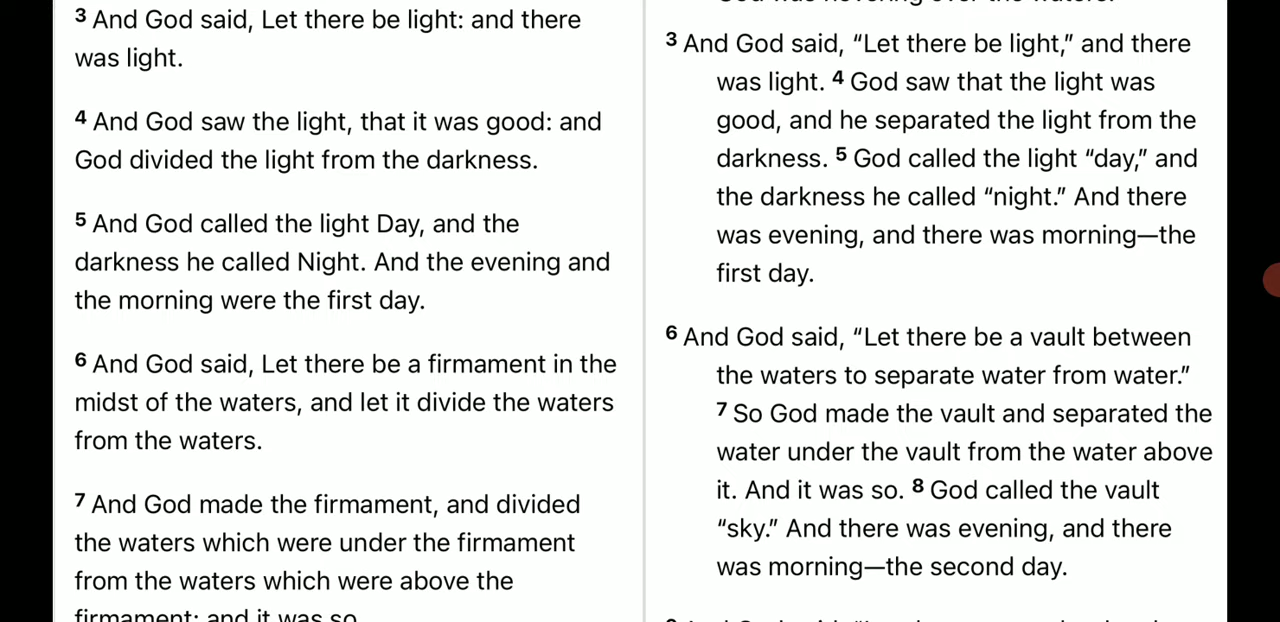 3 And God said, Let there be light: and there
was light.
4 And God saw the light, that it was good: and
God divided the light from the darkness.
5 And God called the light Day, and the
darkness he called Night. And the evening and
the morning were the first day.
6 And God said, Let there be a firmament in the
midst of the waters, and let it divide the waters
from the waters.
7 And God made the firmament, and divided
the waters which were under the firmament
from the waters which were above the
firmament: and it was so.
3 And God said, “Let there be light,” and there
was light. 4 God saw that the light was
good, and he separated the light from the
darkness. 5 God called the light “day,” and
the darkness he called “night.” And there
was evening, and there was morning—the
first day.
6 And God said, “Let there be a vault between
the waters to separate water from water.”
7 So God made the vault and separated the
water under the vault from the water above
it. And it was so. 8 God called the vault
“sky.” And there was evening, and there
was morning—the second day.